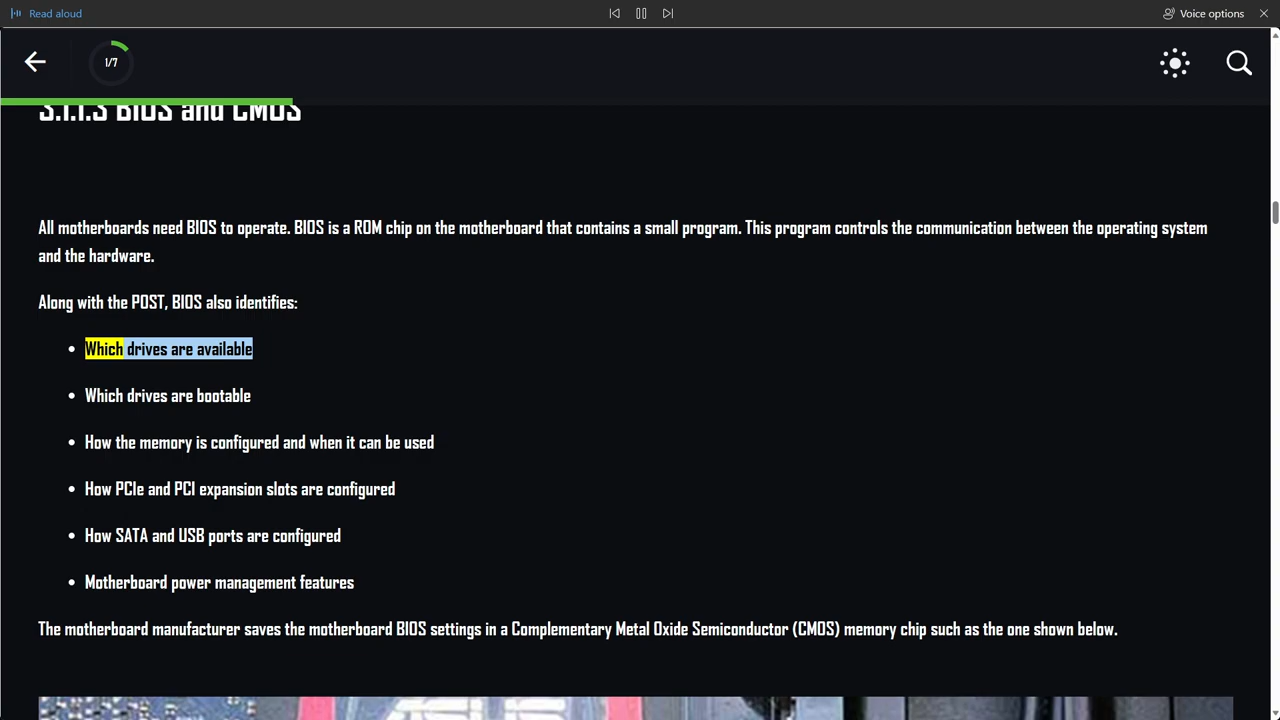 Read aloud
Voice options
1/7
3.1.1.3 BIOS and CMOS
All motherboards need BIOS to operate. BIOS is a ROM chip on the motherboard that contains a small program. This program controls the communication between the operating system
and the hardware.
Along with the POST, BIOS also identifies:
• Which drives are available
• Which drives are bootable
• How the memory is configured and when it can be used
• How PCIe and PCI expansion slots are configured
• How SATA and USB ports are configured
• Motherboard power management features
The motherboard manufacturer saves the motherboard BIOS settings in a Complementary Metal Oxide Semiconductor (CMOS) memory chip such as the one shown below.